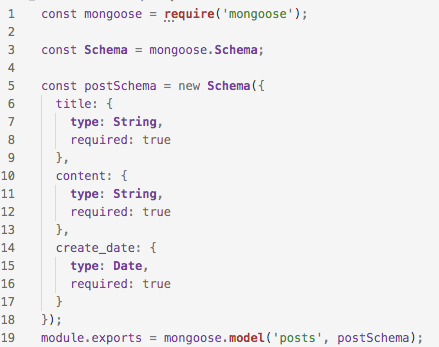 1 const mongoose = require('mongoose');
2
3 const Schema = mongoose.Schema;
4
5 const postSchema = new Schema({
6   title: {
7     type: String,
8     required: true
9   },
10   content: {
11     type: String,
12     required: true
13   },
14   create_date: {
15     type: Date,
16     required: true
17   }
18 });
19 module.exports = mongoose.model('posts', postSchema);